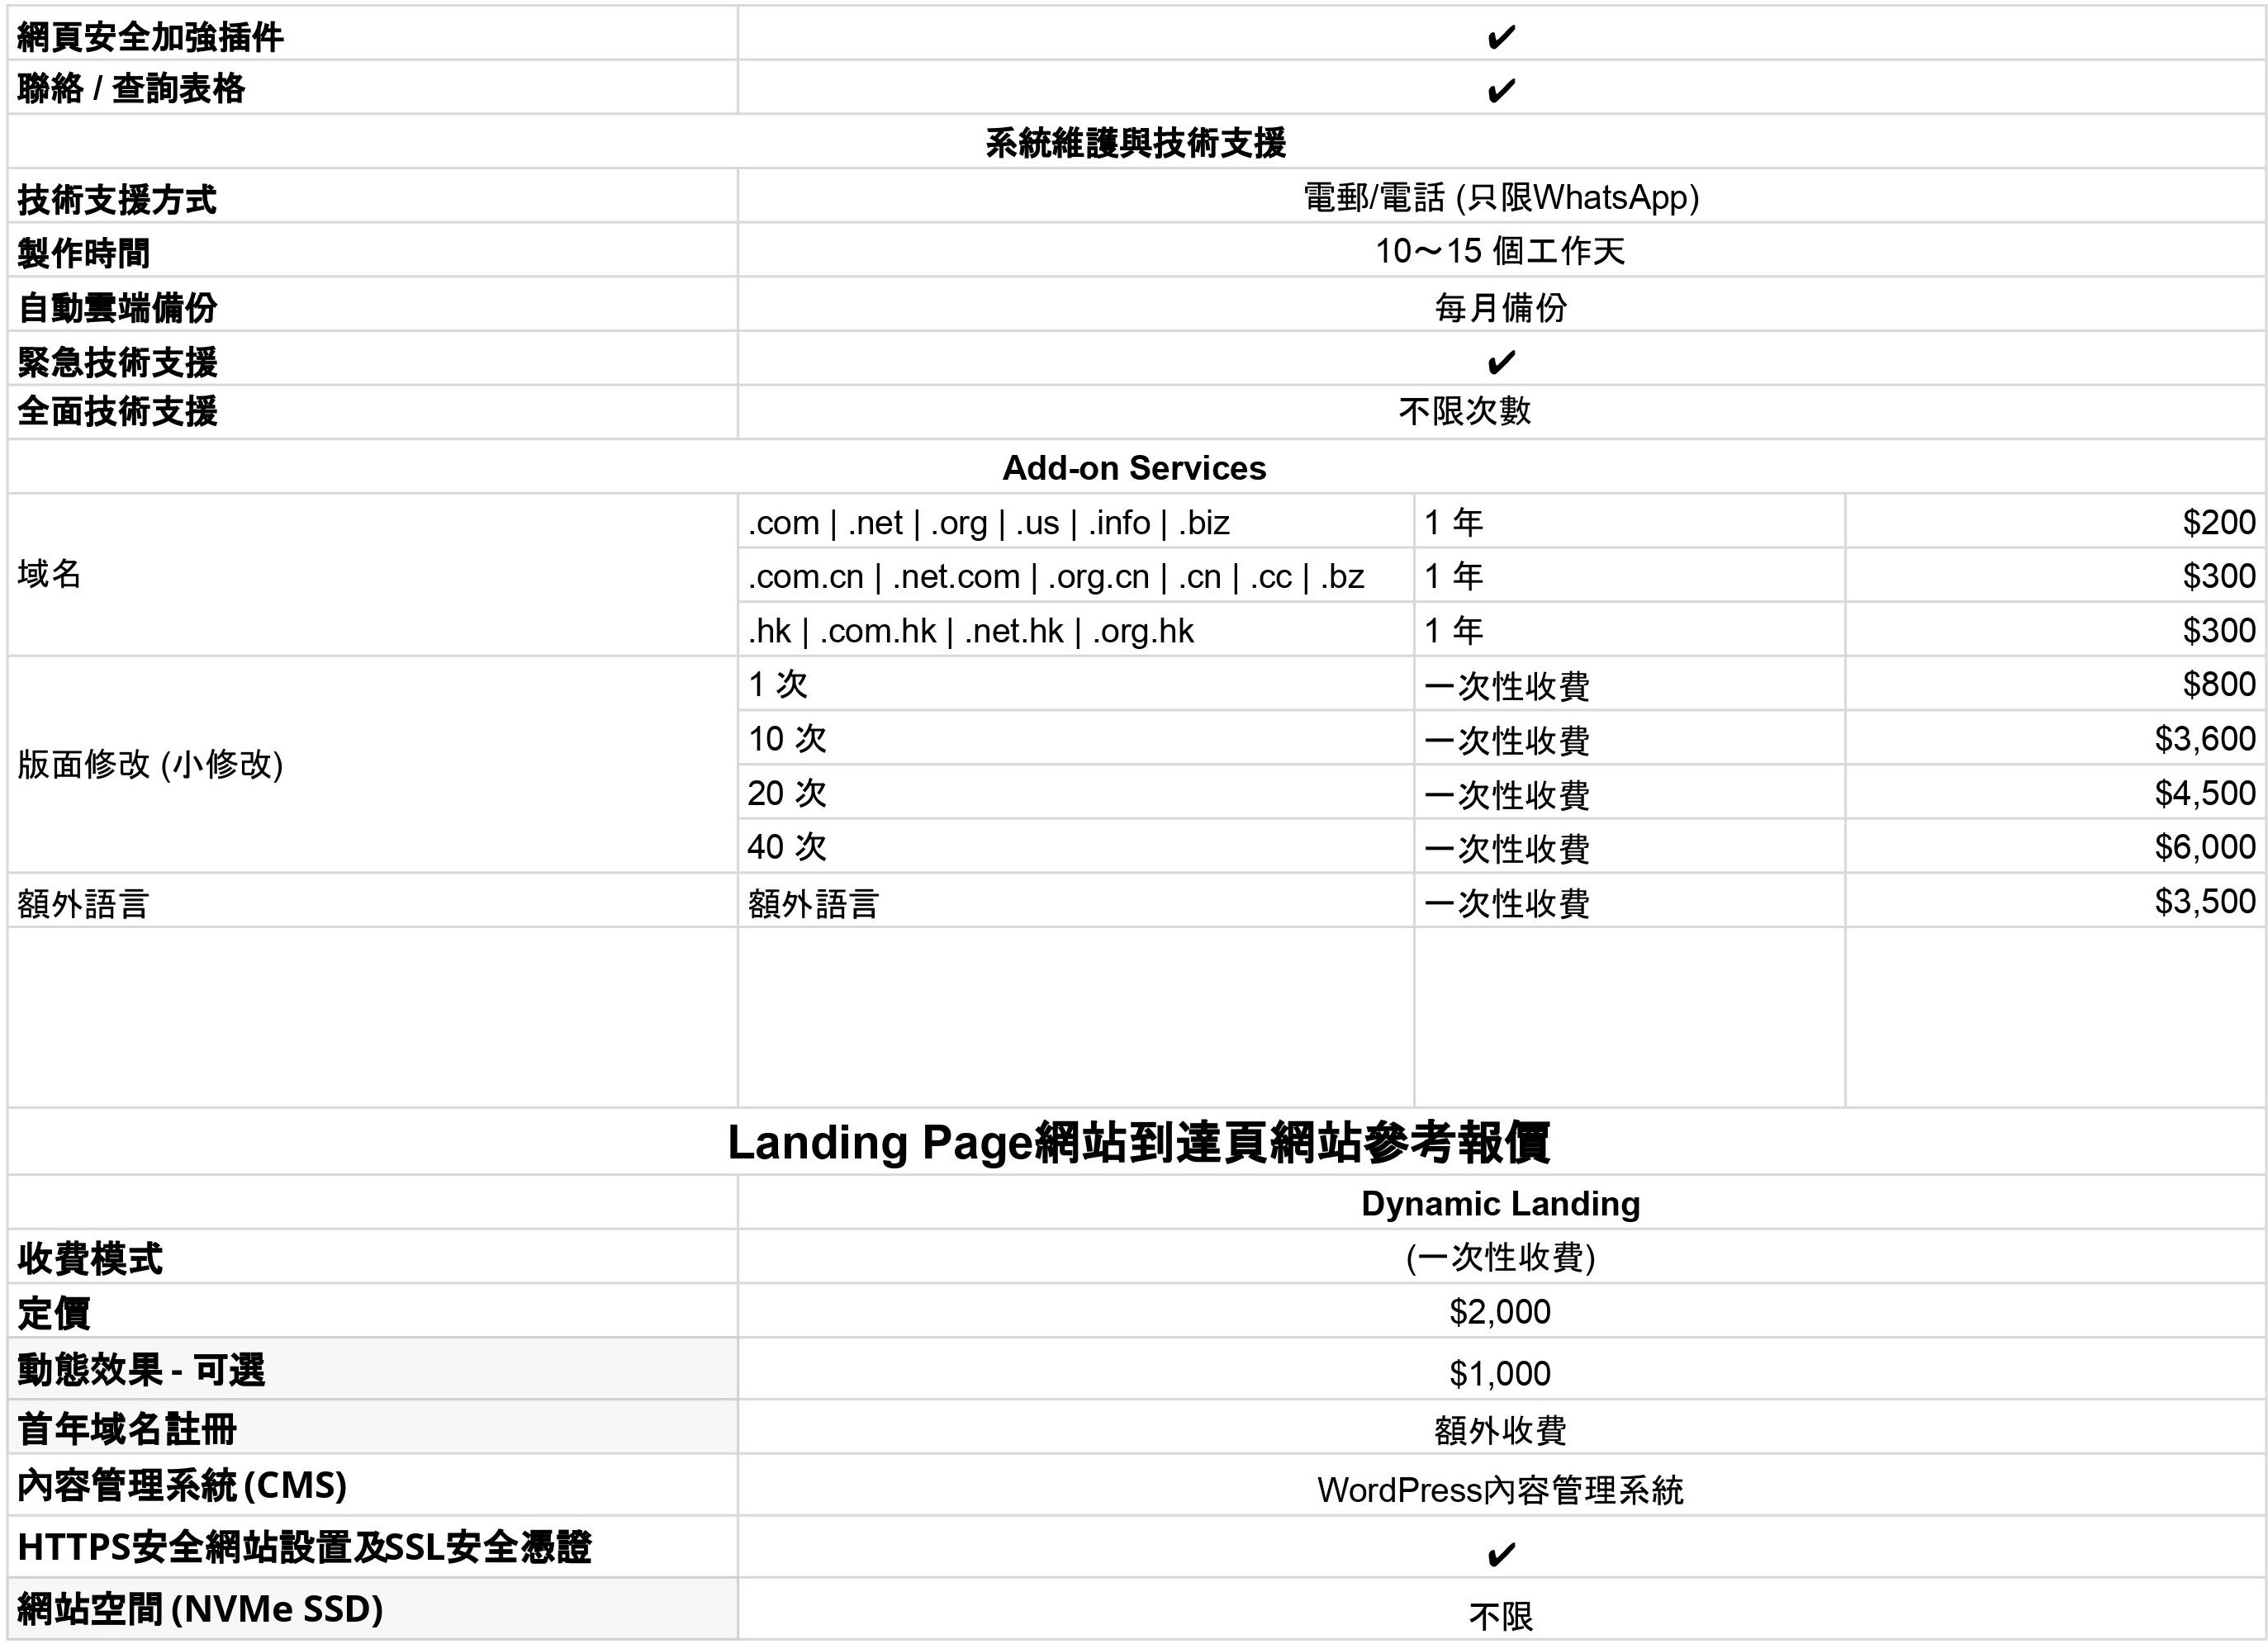 網頁安全加強插件 ✔
聯絡 / 查詢表格 ✔
系統維護與技術支援
技術支援方式 電郵/電話 (只限WhatsApp)
製作時間 10～15 個工作天
自動雲端備份 每月備份
緊急技術支援 ✔
全面技術支援 不限次數
Add-on Services
域名
.com | .net | .org | .us | .info | .biz 1 年 $200
.com.cn | .net.com | .org.cn | .cn | .cc | .bz 1 年 $300
.hk | .com.hk | .net.hk | .org.hk 1 年 $300
版面修改 (小修改)
1 次 一次性收費 $800
10 次 一次性收費 $3,600
20 次 一次性收費 $4,500
40 次 一次性收費 $6,000
額外語言 額外語言 一次性收費 $3,500
Landing Page網站到達頁網站參考報價
Dynamic Landing
收費模式 (一次性收費)
定價 $2,000
動態效果 - 可選 $1,000
首年域名註冊 額外收費
內容管理系統 (CMS) WordPress內容管理系統
HTTPS安全網站設置及SSL安全憑證 ✔
網站空間 (NVMe SSD) 不限